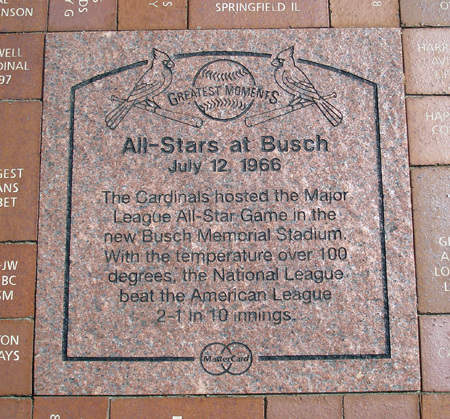 SPRINGFIELD IL
GREATEST MOMENTS
All-Stars at Busch
July 12, 1966
The Cardinals hosted the Major
League All-Star Game in the
new Busch Memorial Stadium.
With the temperature over 100
degrees, the National League
beat the American League
2-1 in 10 innings.
MasterCard